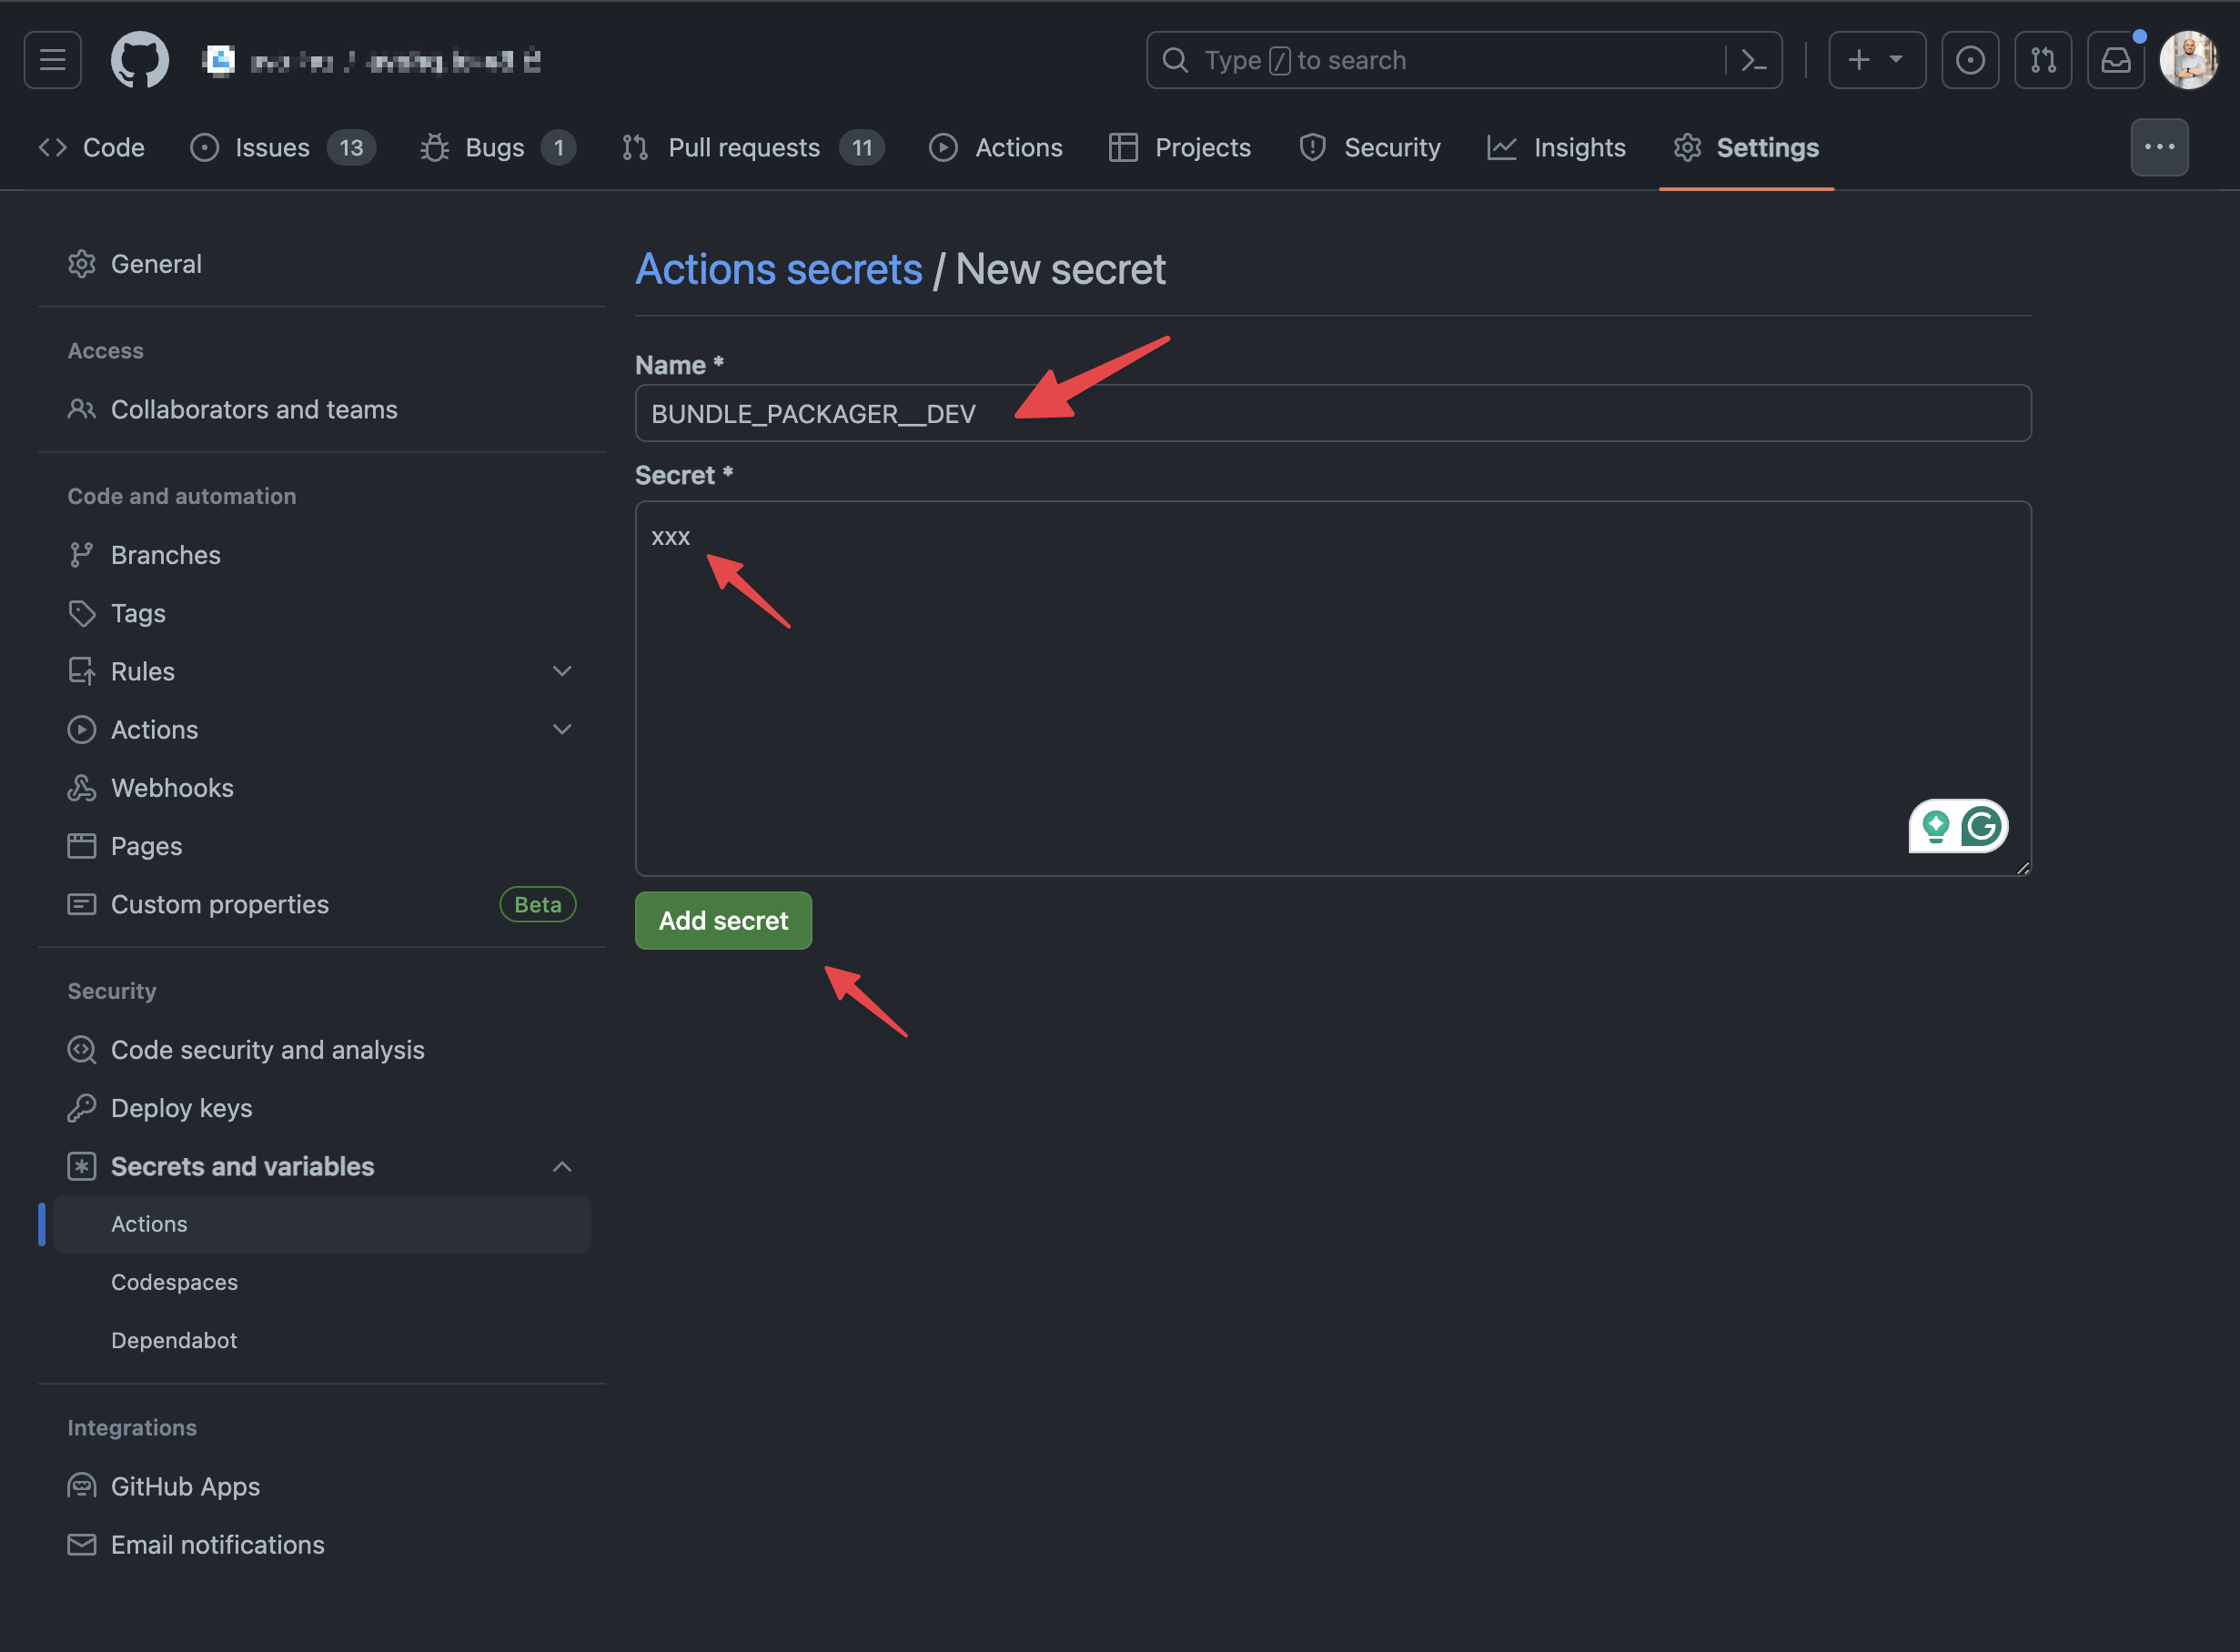 Type / to search
Code
Issues 13
Bugs 1
Pull requests 11
Actions
Projects
Security
Insights
Settings
General
Access
Collaborators and teams
Code and automation
Branches
Tags
Rules
Actions
Webhooks
Pages
Custom properties Beta
Security
Code security and analysis
Deploy keys
Secrets and variables
Actions
Codespaces
Dependabot
Integrations
GitHub Apps
Email notifications
Actions secrets / New secret
Name *
BUNDLE_PACKAGER__DEV
Secret *
xxx
Add secret